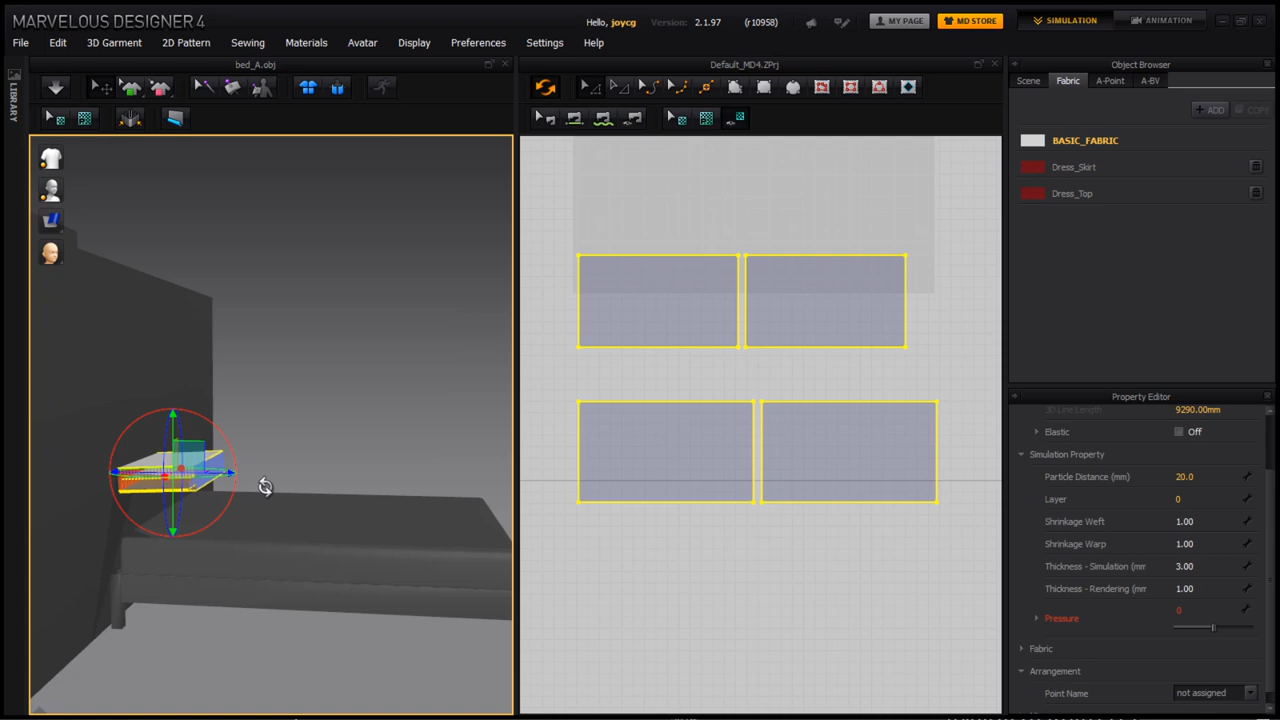 MARVELOUS DESIGNER 4
Hello, joycg Version: 2.1.97 (r10958) MY PAGE MD STORE SIMULATION ANIMATION
File Edit 3D Garment 2D Pattern Sewing Materials Avatar Display Preferences Settings Help
bed_A.obj Default_MD4.ZPrj Object Browser
LIBRARY
Scene Fabric A-Point A-BV
+ ADD COPY
BASIC_FABRIC
Dress_Skirt
Dress_Top
Property Editor
3D Line Length 9290.00mm
Elastic Off
Simulation Property
Particle Distance (mm) 20.0
Layer 0
Shrinkage Weft 1.00
Shrinkage Warp 1.00
Thickness - Simulation (mm 3.00
Thickness - Rendering (mm 1.00
Pressure 0
Fabric
Arrangement
Point Name not assigned